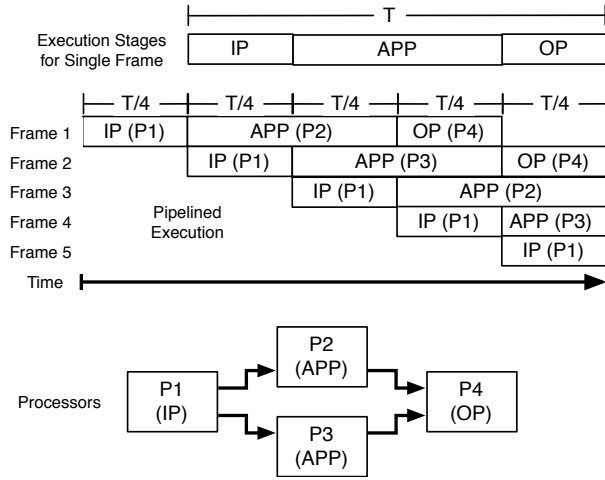 T
Execution Stages
for Single Frame
IP APP OP
T/4 T/4 T/4 T/4 T/4
Frame 1 IP (P1) APP (P2) OP (P4)
Frame 2 IP (P1) APP (P3) OP (P4)
Frame 3 IP (P1) APP (P2)
Frame 4 IP (P1) APP (P3)
Frame 5 IP (P1)
Pipelined
Execution
Time
Processors
P1
(IP)
P2
(APP)
P3
(APP)
P4
(OP)